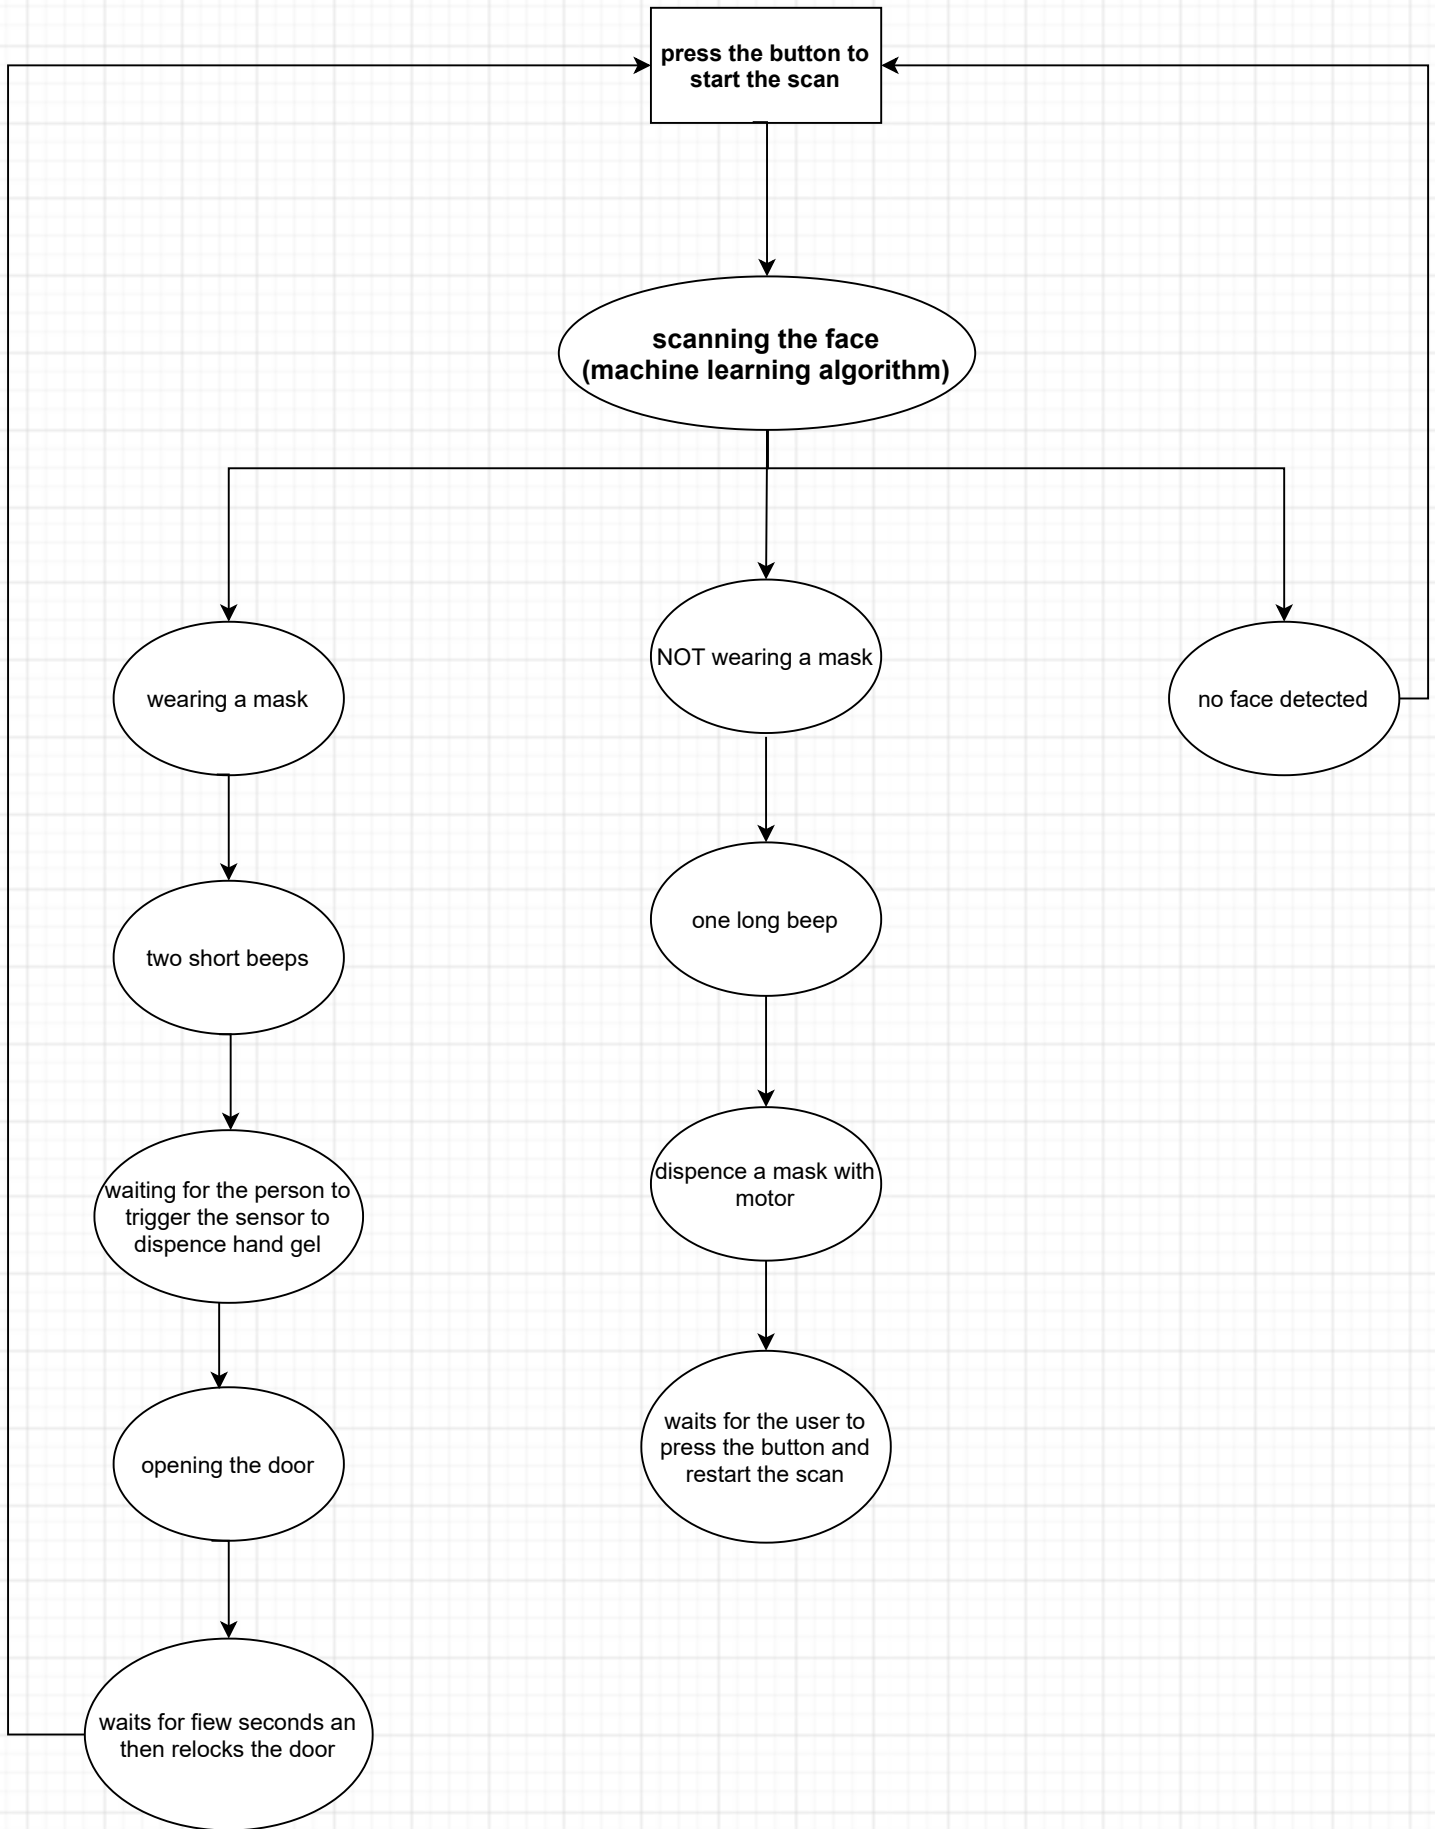 press the button to
start the scan
scanning the face
(machine learning algorithm)
wearing a mask
NOT wearing a mask
no face detected
two short beeps
one long beep
waiting for the person to
trigger the sensor to
dispence hand gel
dispence a mask with
motor
opening the door
waits for the user to
press the button and
restart the scan
waits for fiew seconds an
then relocks the door